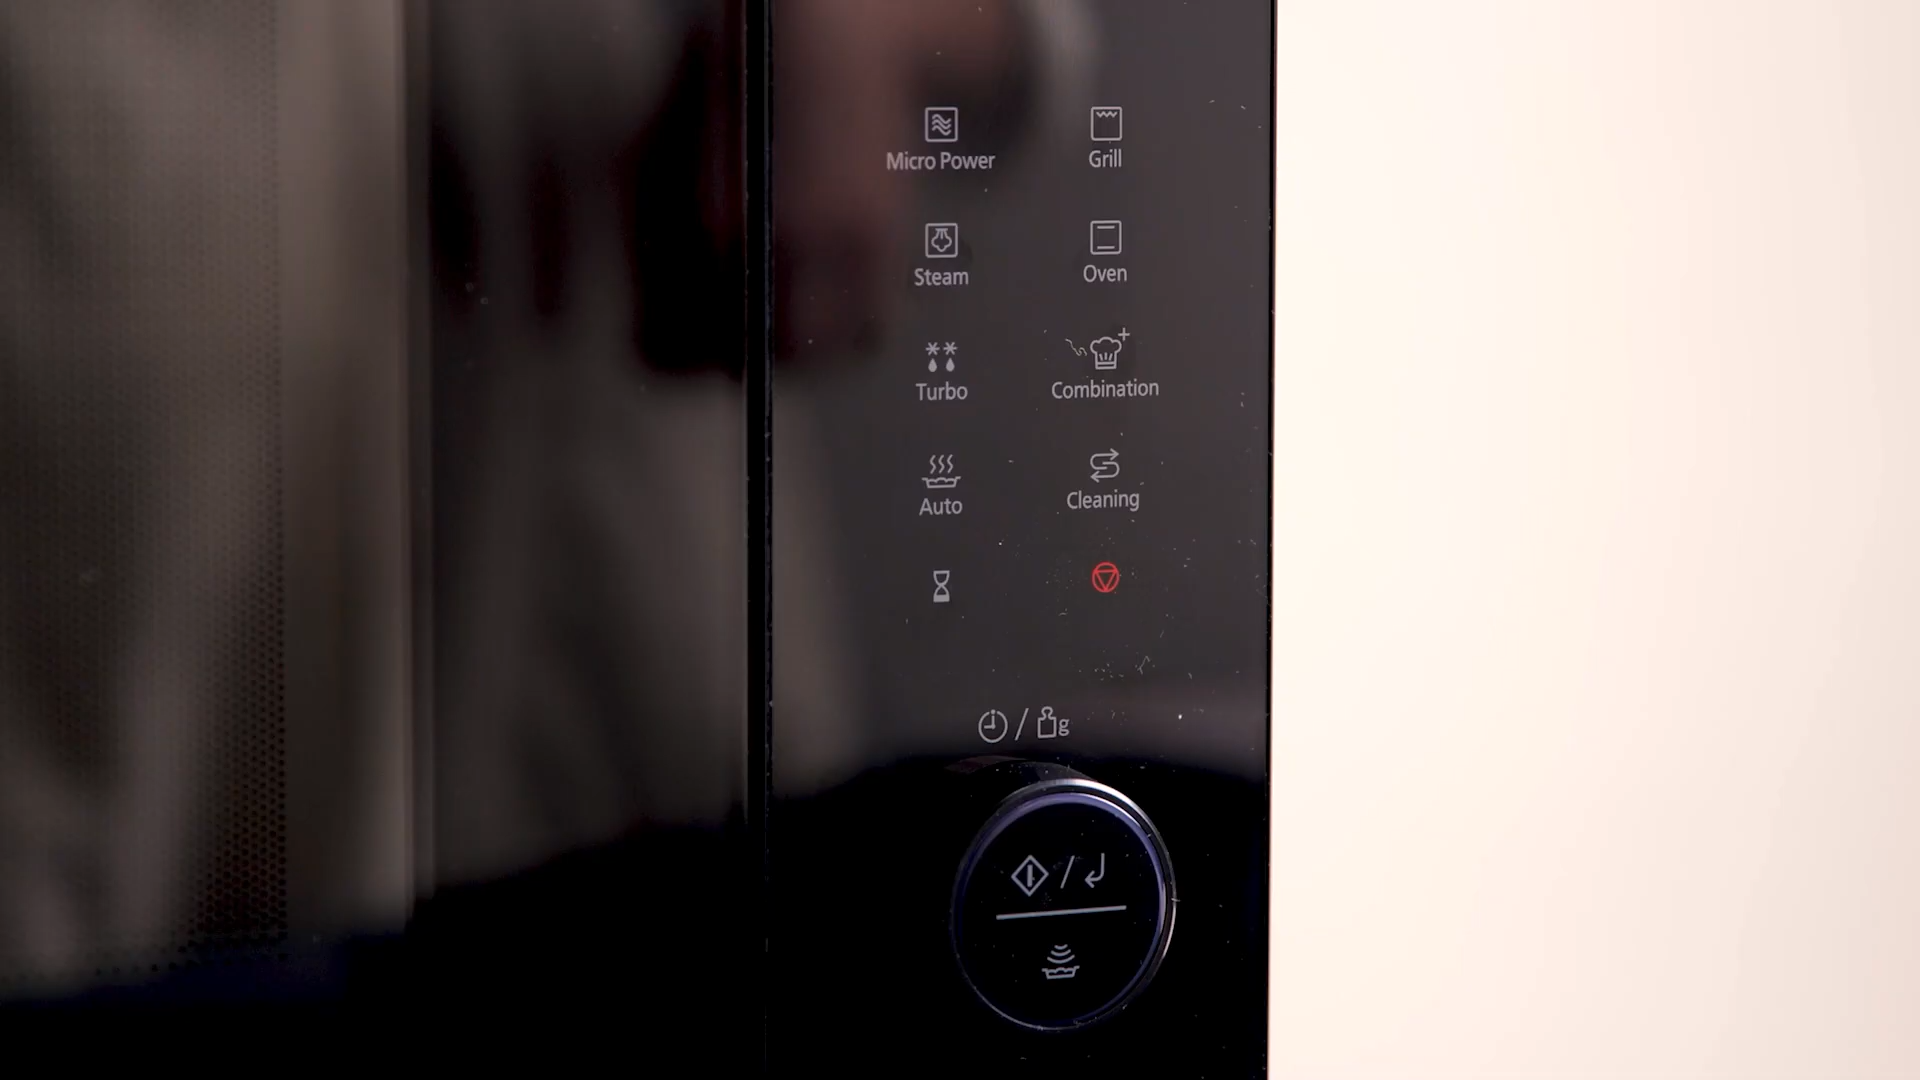 Micro Power
Grill
Steam
Oven
Turbo
Combination
Auto
Cleaning
/ g
/